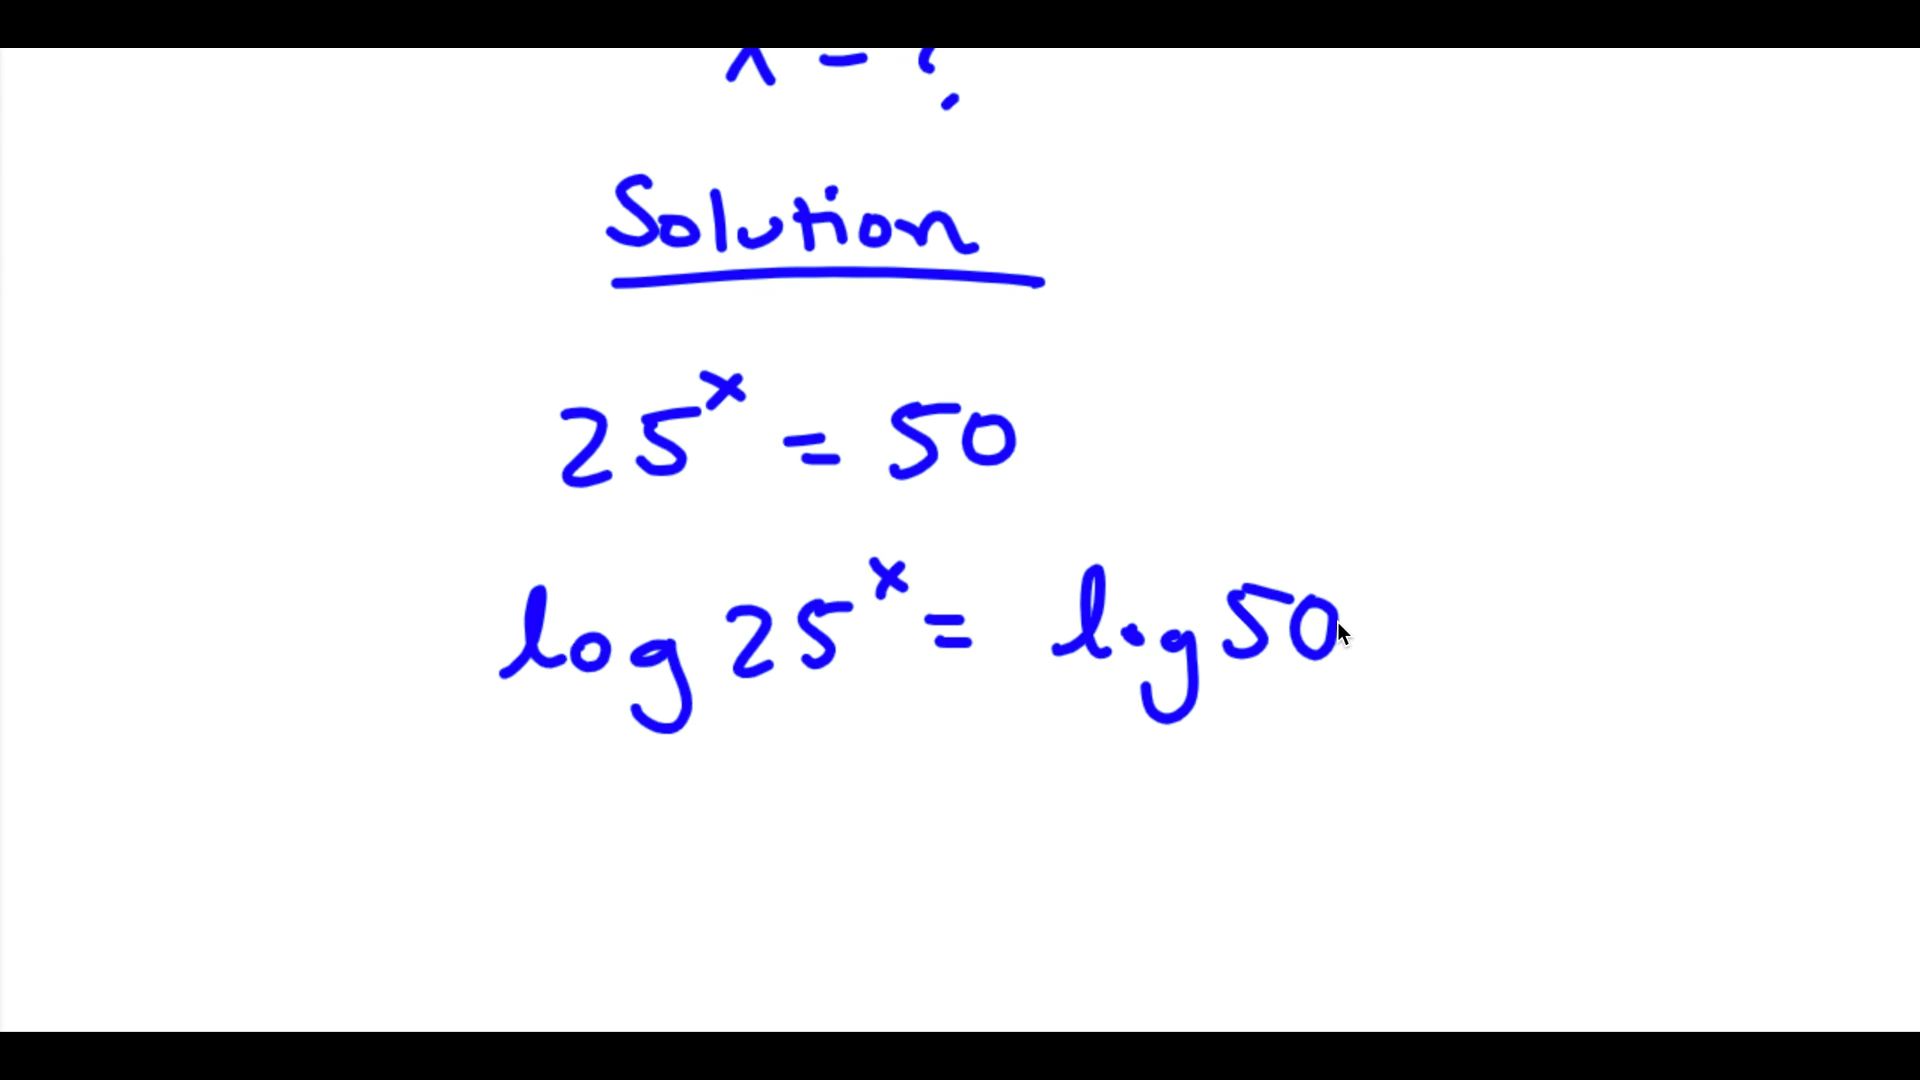 x = ?
Solution
25^x = 50
log 25^x = log 50